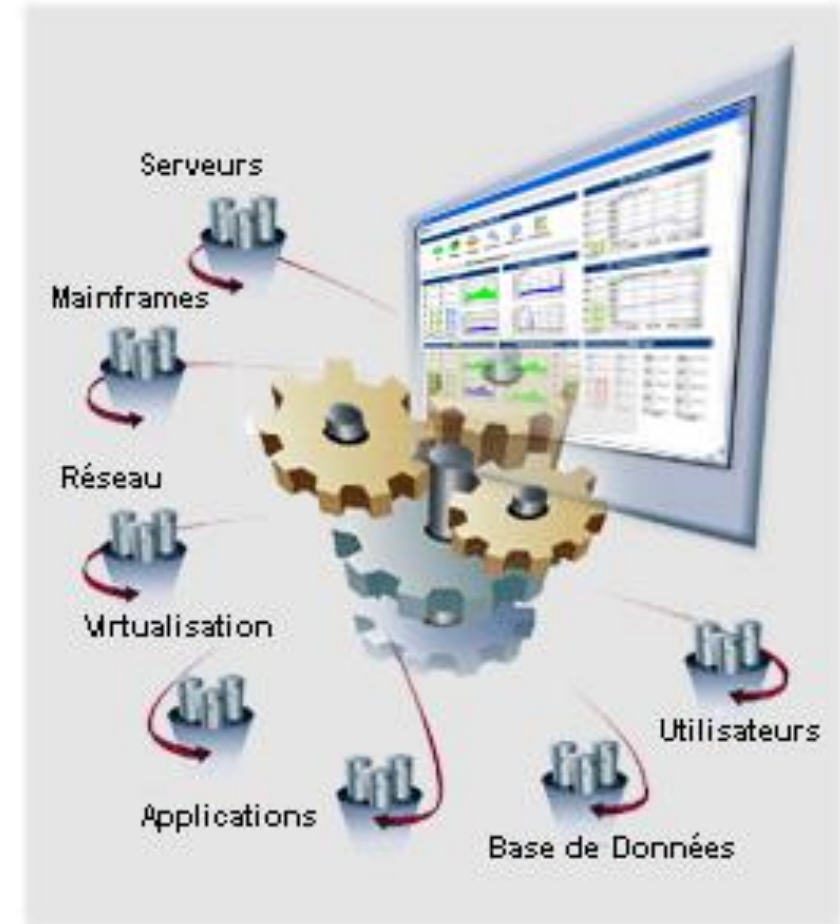 Serveurs
Mainframes
Réseau
Virtualisation
Utilisateurs
Applications
Base de Données